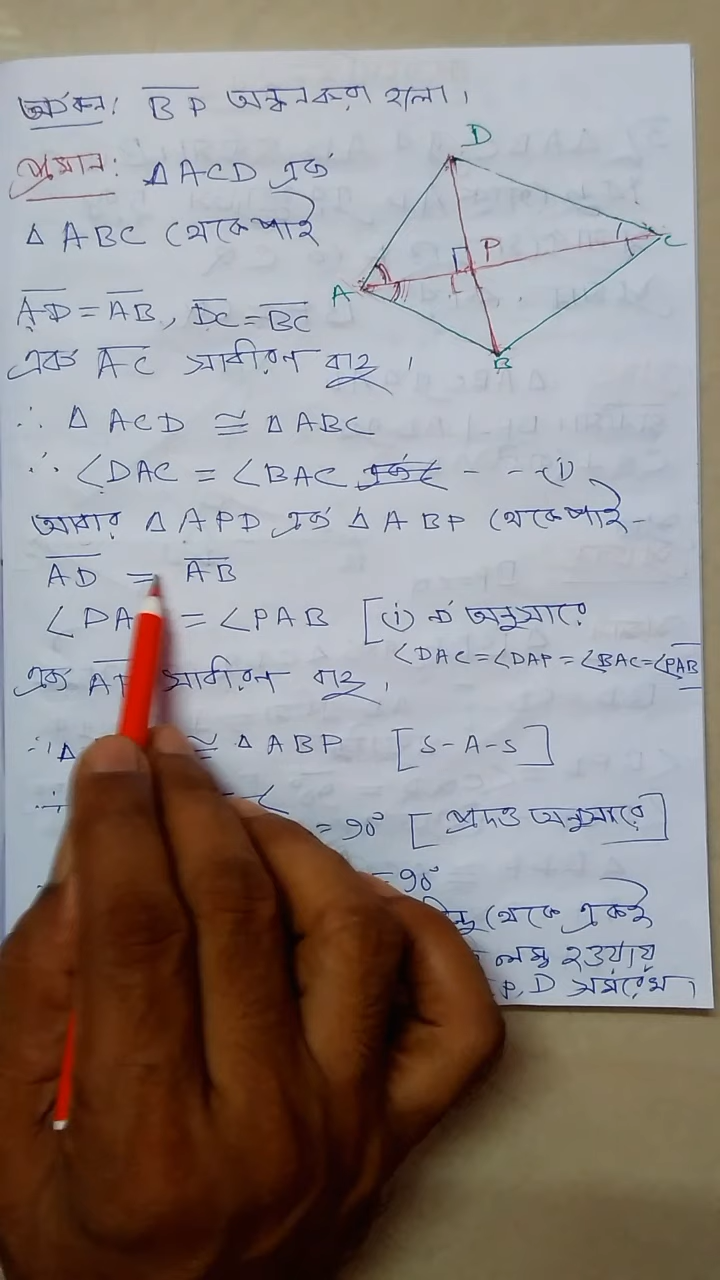 অংকন: BP অঙ্কন করা হলো।
প্রমান: △ACD এবং
△ABC থেকে পাই
AD = AB, DC = BC
এবং AC সাধারণ বাহু।
∴ △ACD ≅ △ABC
∴ ∠DAC = ∠BAC - - - (i)
আবার △APD এবং △ABP থেকে পাই-
AD = AB
∠DA = ∠PAB [(i) নং অনুসারে
∠DAC = ∠DAP = ∠BAC = ∠PAB
এবং A সাধারণ বাহু।
∴ △ ≅ △ABP [S-A-S]
= 90° [প্রদত্ত অনুসারে]
= 90°
থেকে একই
লম্ব হওয়ায়
P, D সমরেখ।
D
A
P
C
B